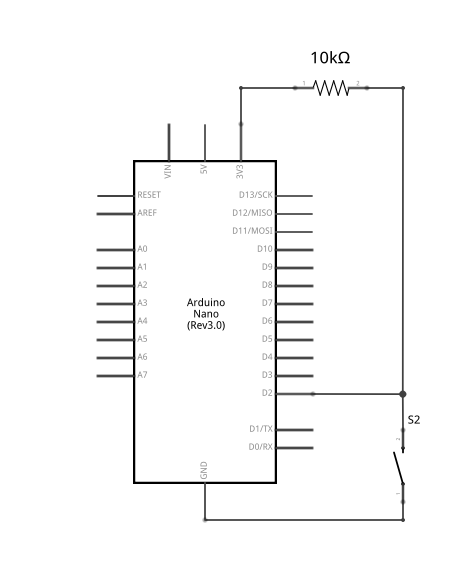 10kΩ
1
2
VIN
5V
3V3
RESET
D13/SCK
AREF
D12/MISO
D11/MOSI
A0
D10
A1
D9
A2
D8
A3
D7
Arduino
Nano
(Rev3.0)
A4
D6
A5
D5
A6
D4
A7
D3
D2
S2
D1/TX
2
D0/RX
GND
1